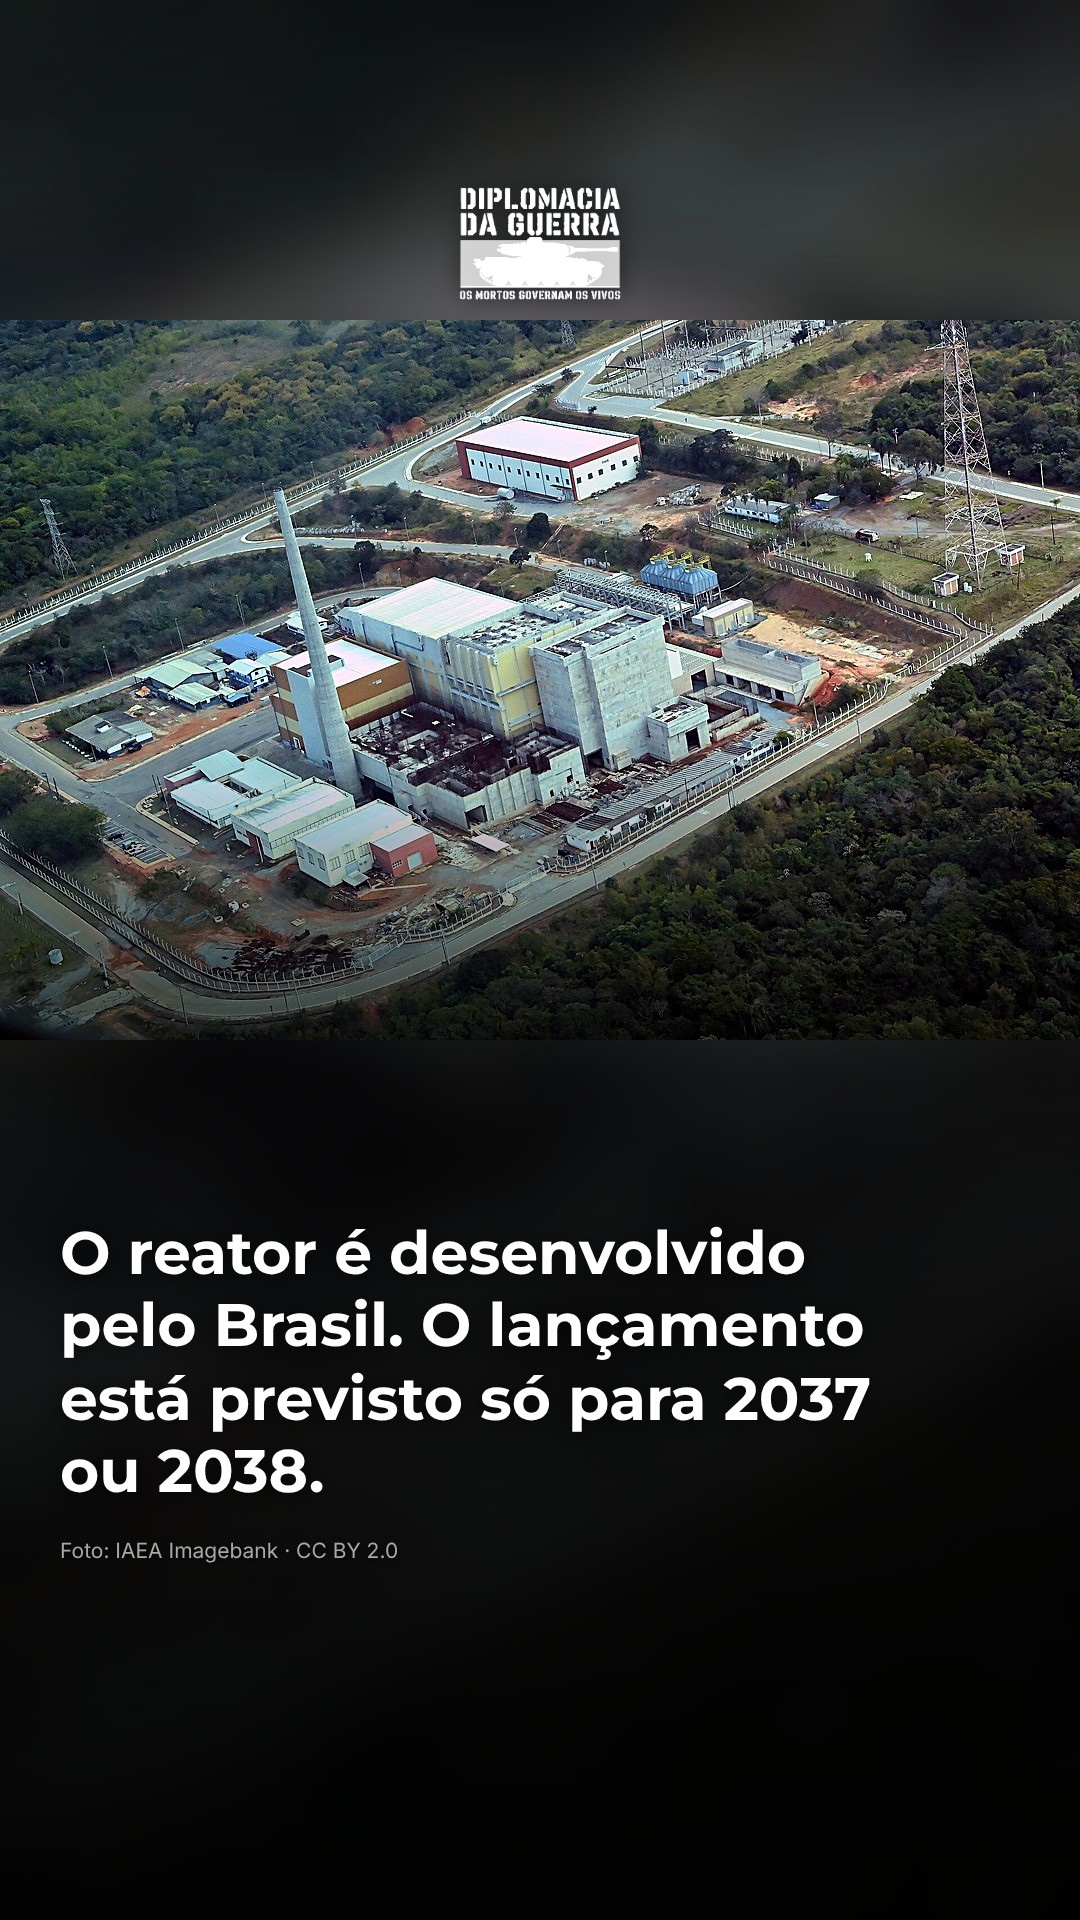 DIPLOMACIA
DA GUERRA
OS MORTOS GOVERNAM OS VIVOS
O reator é desenvolvido
pelo Brasil. O lançamento
está previsto só para 2037
ou 2038.
Foto: IAEA Imagebank · CC BY 2.0